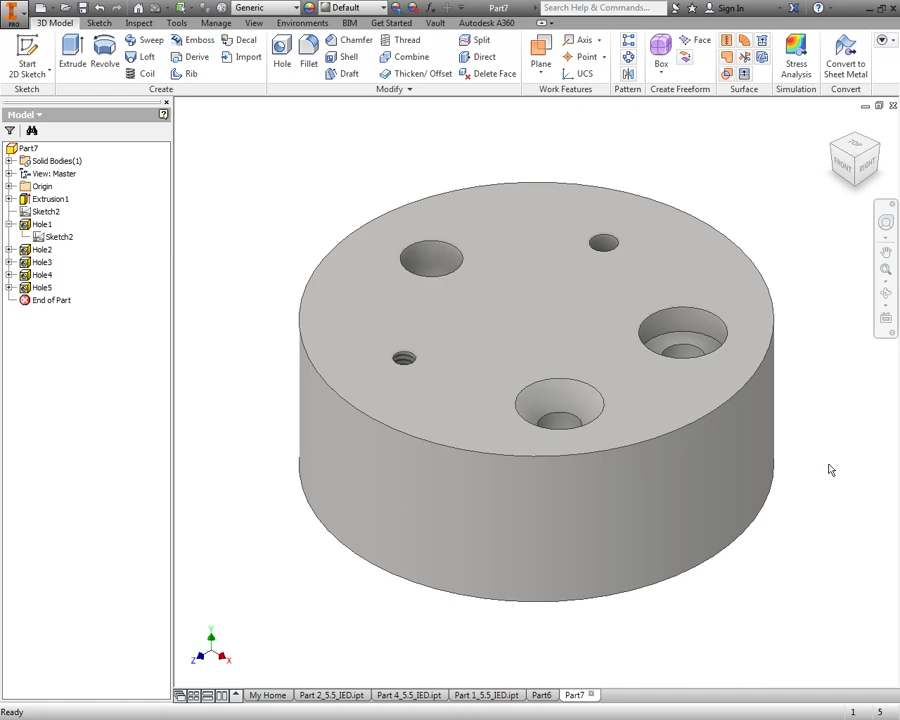 Generic
Default
Part7
Search Help & Commands...
Sign In
PRO
3D Model Sketch Inspect Tools Manage View Environments BIM Get Started Vault Autodesk A360
Start
2D Sketch
Extrude
Revolve
Sweep Emboss Decal
Loft Derive Import
Coil Rib
Hole
Fillet
Chamfer Thread Split
Shell Combine Direct
Draft Thicken/ Offset Delete Face
Plane
Axis
Point
UCS
Box
Face
Stress
Analysis
Convert to
Sheet Metal
Sketch Create Modify Work Features Pattern Create Freeform Surface Simulation Convert
Model
Part7
Solid Bodies(1)
View: Master
Origin
Extrusion1
Sketch2
Hole1
Sketch2
Hole2
Hole3
Hole4
Hole5
End of Part
TOP
FRONT
RIGHT
Y
Z
X
My Home Part 2_5.5_IED.ipt Part 4_5.5_IED.ipt Part 1_5.5_IED.ipt Part6 Part7
Ready
1 5